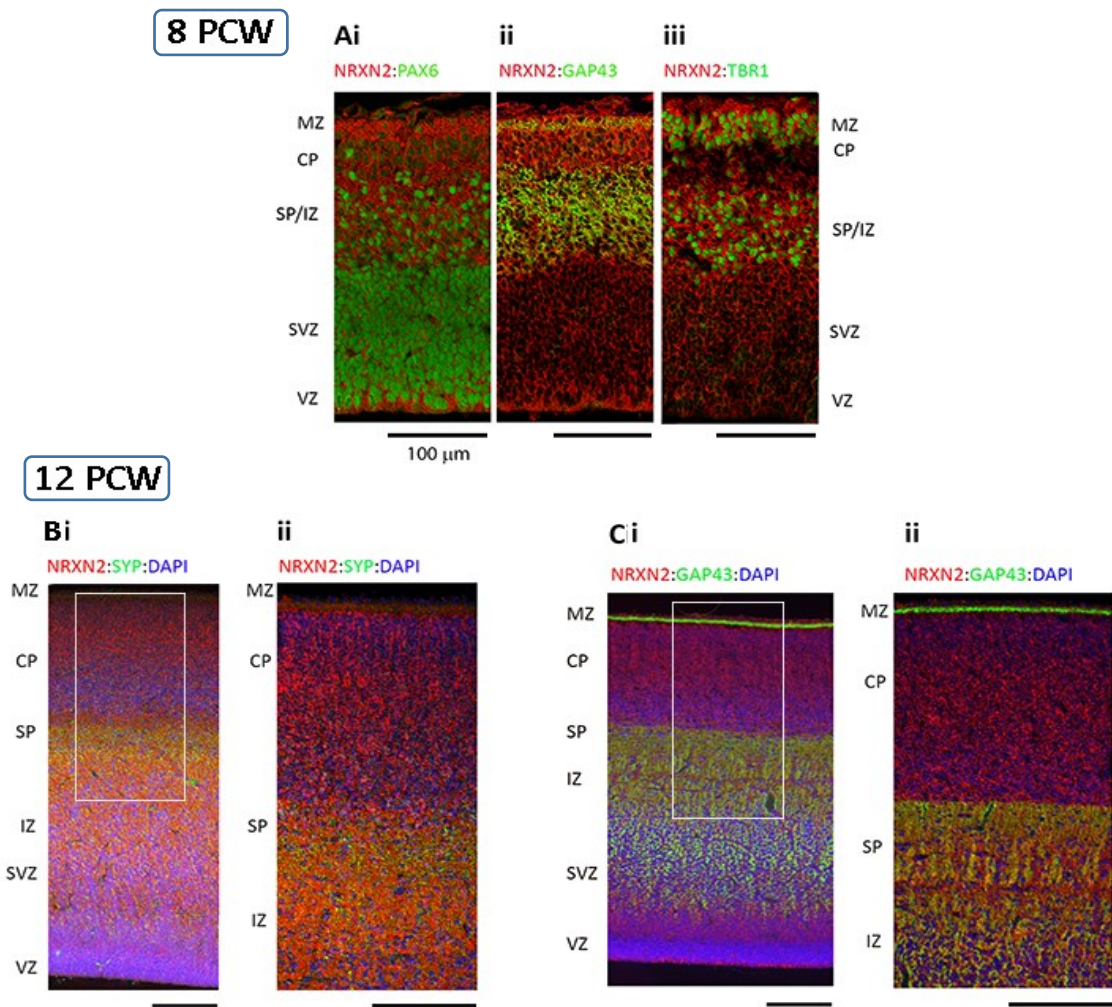 8 PCW
Ai
ii
iii
NRXN2:PAX6
NRXN2:GAP43
NRXN2:TBR1
MZ
CP
SP/IZ
SVZ
VZ
MZ
CP
SP/IZ
SVZ
VZ
100 µm
12 PCW
Bi
ii
Ci
ii
NRXN2:SYP:DAPI
NRXN2:SYP:DAPI
NRXN2:GAP43:DAPI
NRXN2:GAP43:DAPI
MZ
CP
SP
IZ
SVZ
VZ
MZ
CP
SP
IZ
MZ
CP
SP
IZ
SVZ
VZ
MZ
CP
SP
IZ